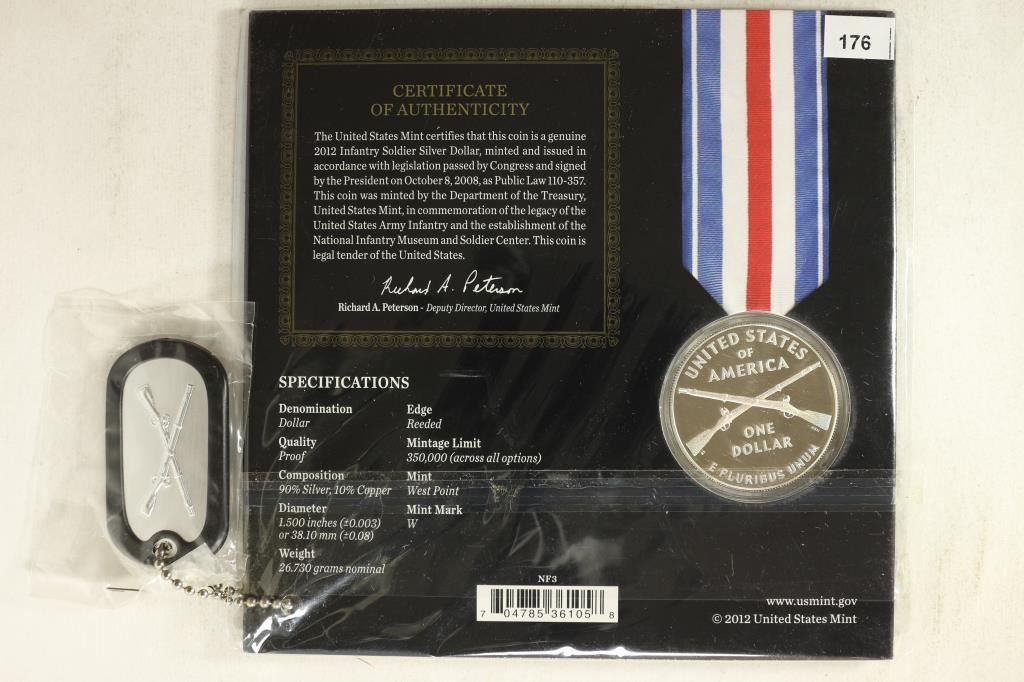 176
CERTIFICATE
OF AUTHENTICITY
The United States Mint certifies that this coin is a genuine
2012 Infantry Soldier Silver Dollar, minted and issued in
accordance with legislation passed by Congress and signed
by the President on October 8, 2008, as Public Law 110-357.
This coin was minted by the Department of the Treasury,
United States Mint, in commemoration of the legacy of the
United States Army Infantry and the establishment of the
National Infantry Museum and Soldier Center. This coin is
legal tender of the United States.
Richard A. Peterson
Richard A. Peterson - Deputy Director, United States Mint
SPECIFICATIONS
Denomination
Dollar
Quality
Proof
Composition
90% Silver, 10% Copper
Diameter
1.500 inches (±0.003)
or 38.10 mm (±0.08)
Weight
26.730 grams nominal
Edge
Reeded
Mintage Limit
350,000 (across all options)
Mint
West Point
Mint Mark
W
UNITED STATES
OF
AMERICA
ONE
DOLLAR
E PLURIBUS UNUM
NF3
7 04785 36105 8
www.usmint.gov
© 2012 United States Mint